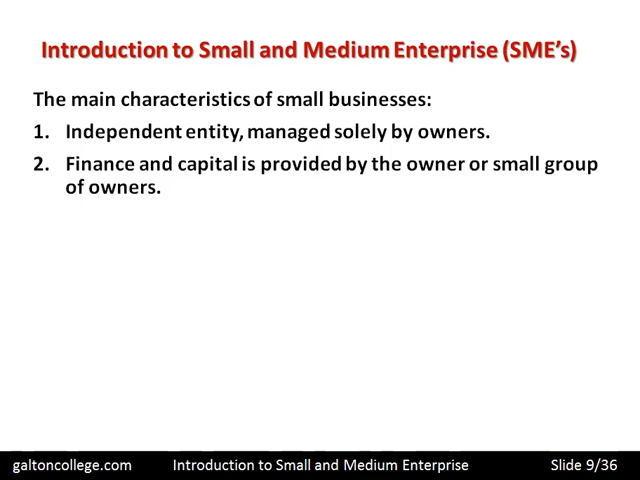 Introduction to Small and Medium Enterprise (SME's)
The main characteristics of small businesses:
1. Independent entity, managed solely by owners.
2. Finance and capital is provided by the owner or small group
of owners.
galtoncollege.com Introduction to Small and Medium Enterprise Slide 9/36